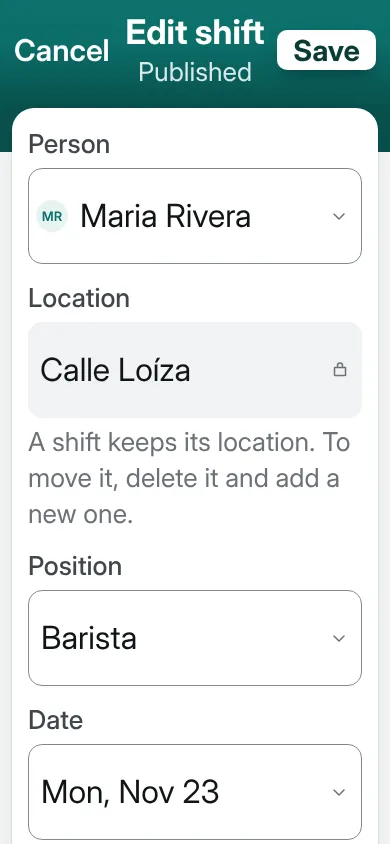 Cancel
Edit shift
Published
Save
Person
MR
Maria Rivera
Location
Calle Loíza
A shift keeps its location. To
move it, delete it and add a
new one.
Position
Barista
Date
Mon, Nov 23